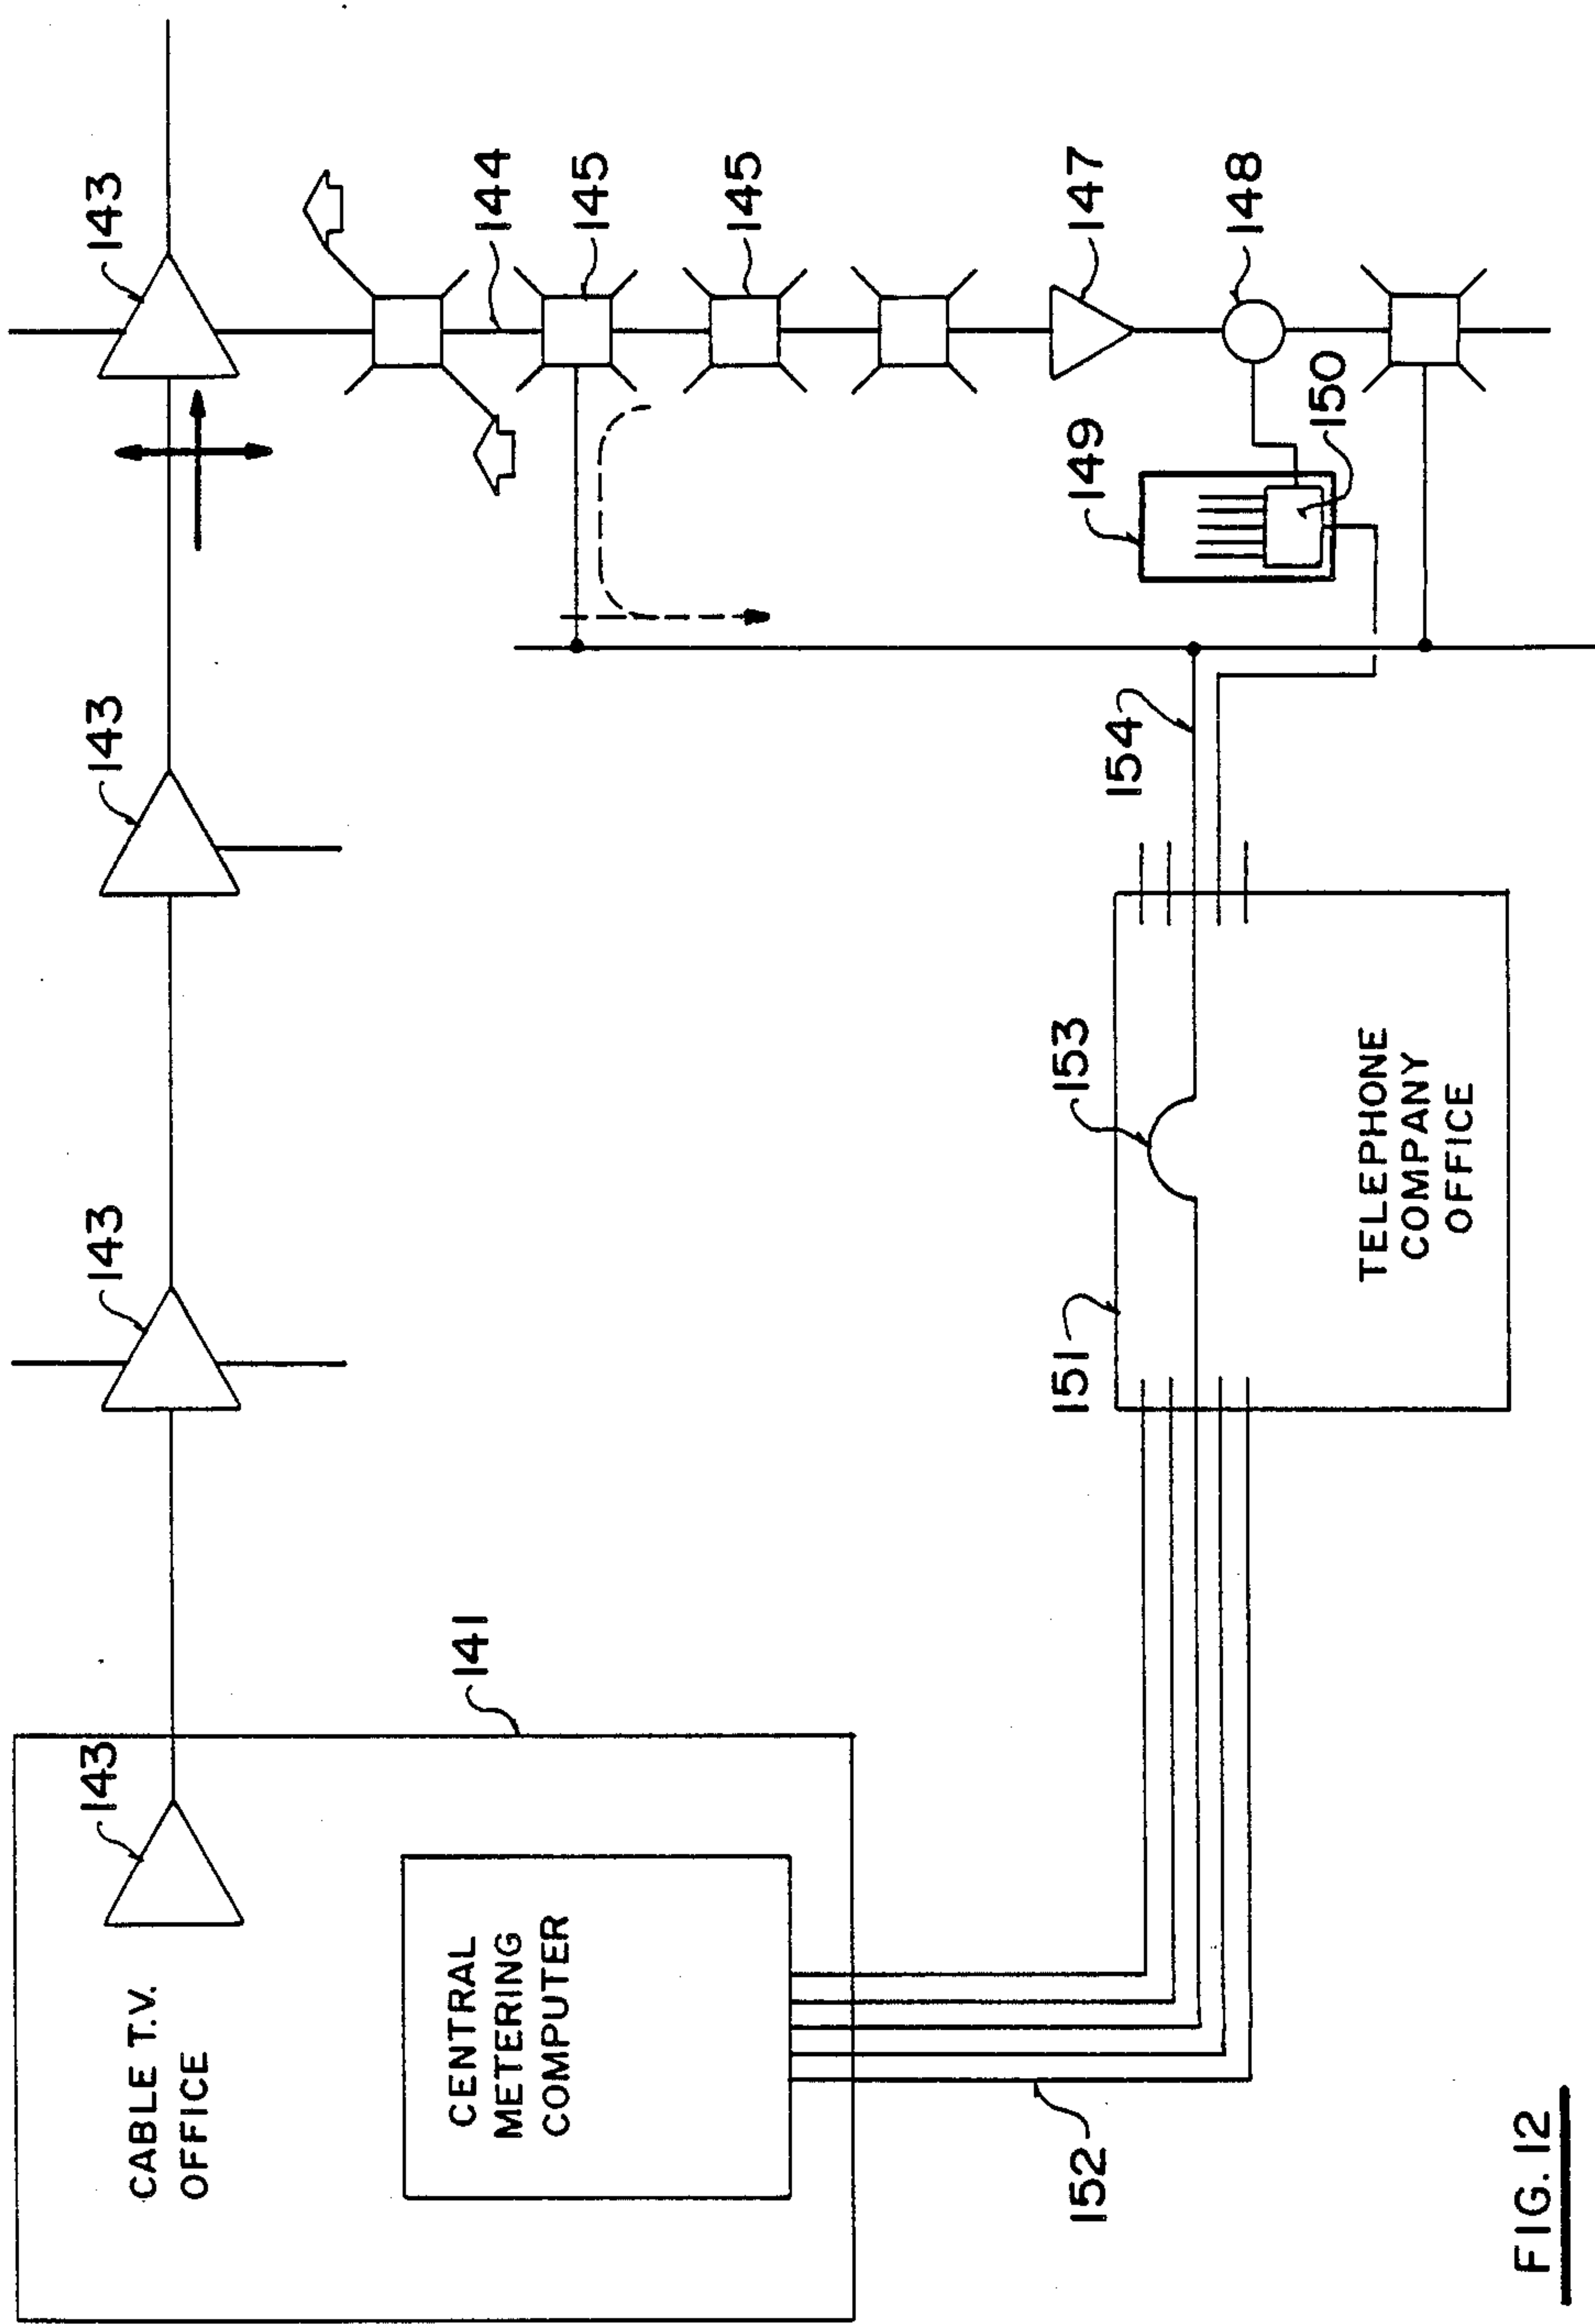 143
143
143
143
143
CABLE T.V.
OFFICE
CENTRAL
METERING
COMPUTER
141
144
145
145
147
148
149
150
154
153
151
152
TELEPHONE
COMPANY
OFFICE
FIG. 12